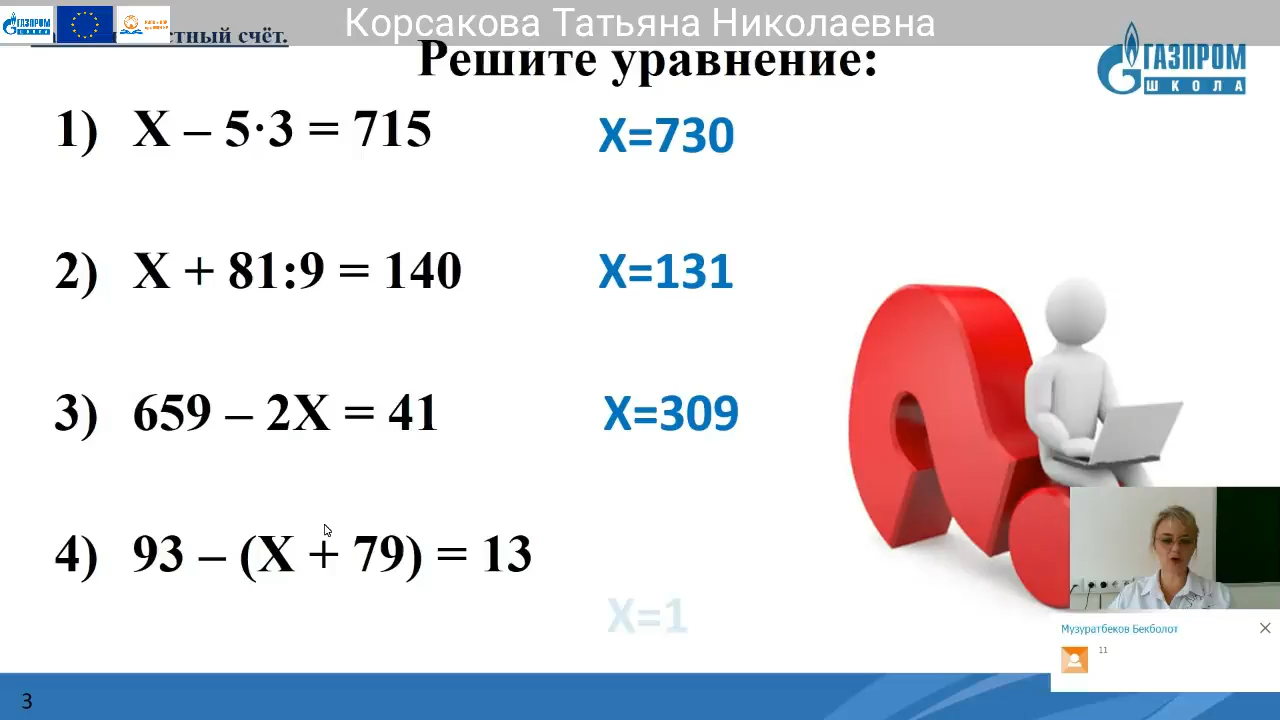 Корсакова Татьяна Николаевна
стный счёт.
Решите уравнение:
ГАЗПРОМ
ШКОЛА
1) X – 5·3 = 715
X=730
2) X + 81:9 = 140
X=131
3) 659 – 2X = 41
X=309
4) 93 – (X + 79) = 13
X=1
Музуратбеков Бекболот
11
3